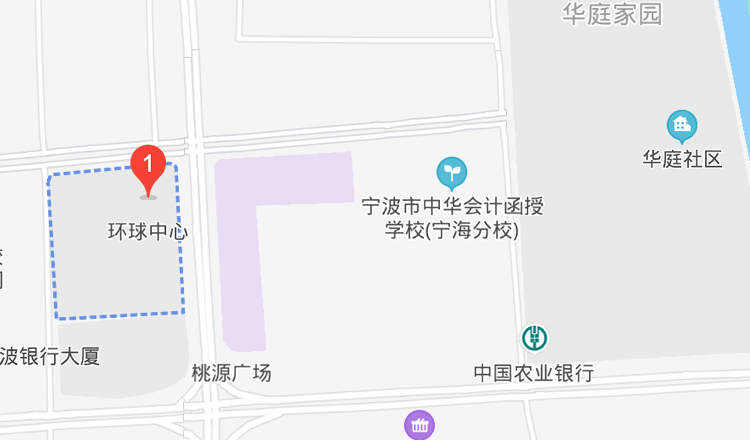 华庭家园
1
华庭社区
宁波市中华会计函授
学校(宁海分校)
环球中心
波银行大厦
桃源广场
中国农业银行